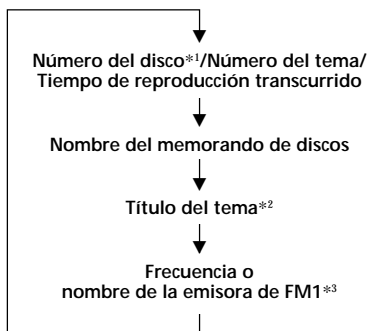 Número del disco*1/Número del tema/
Tiempo de reproducción transcurrido
Nombre del memorando de discos
Título del tema*2
Frecuencia o
nombre de la emisora de FM1*3